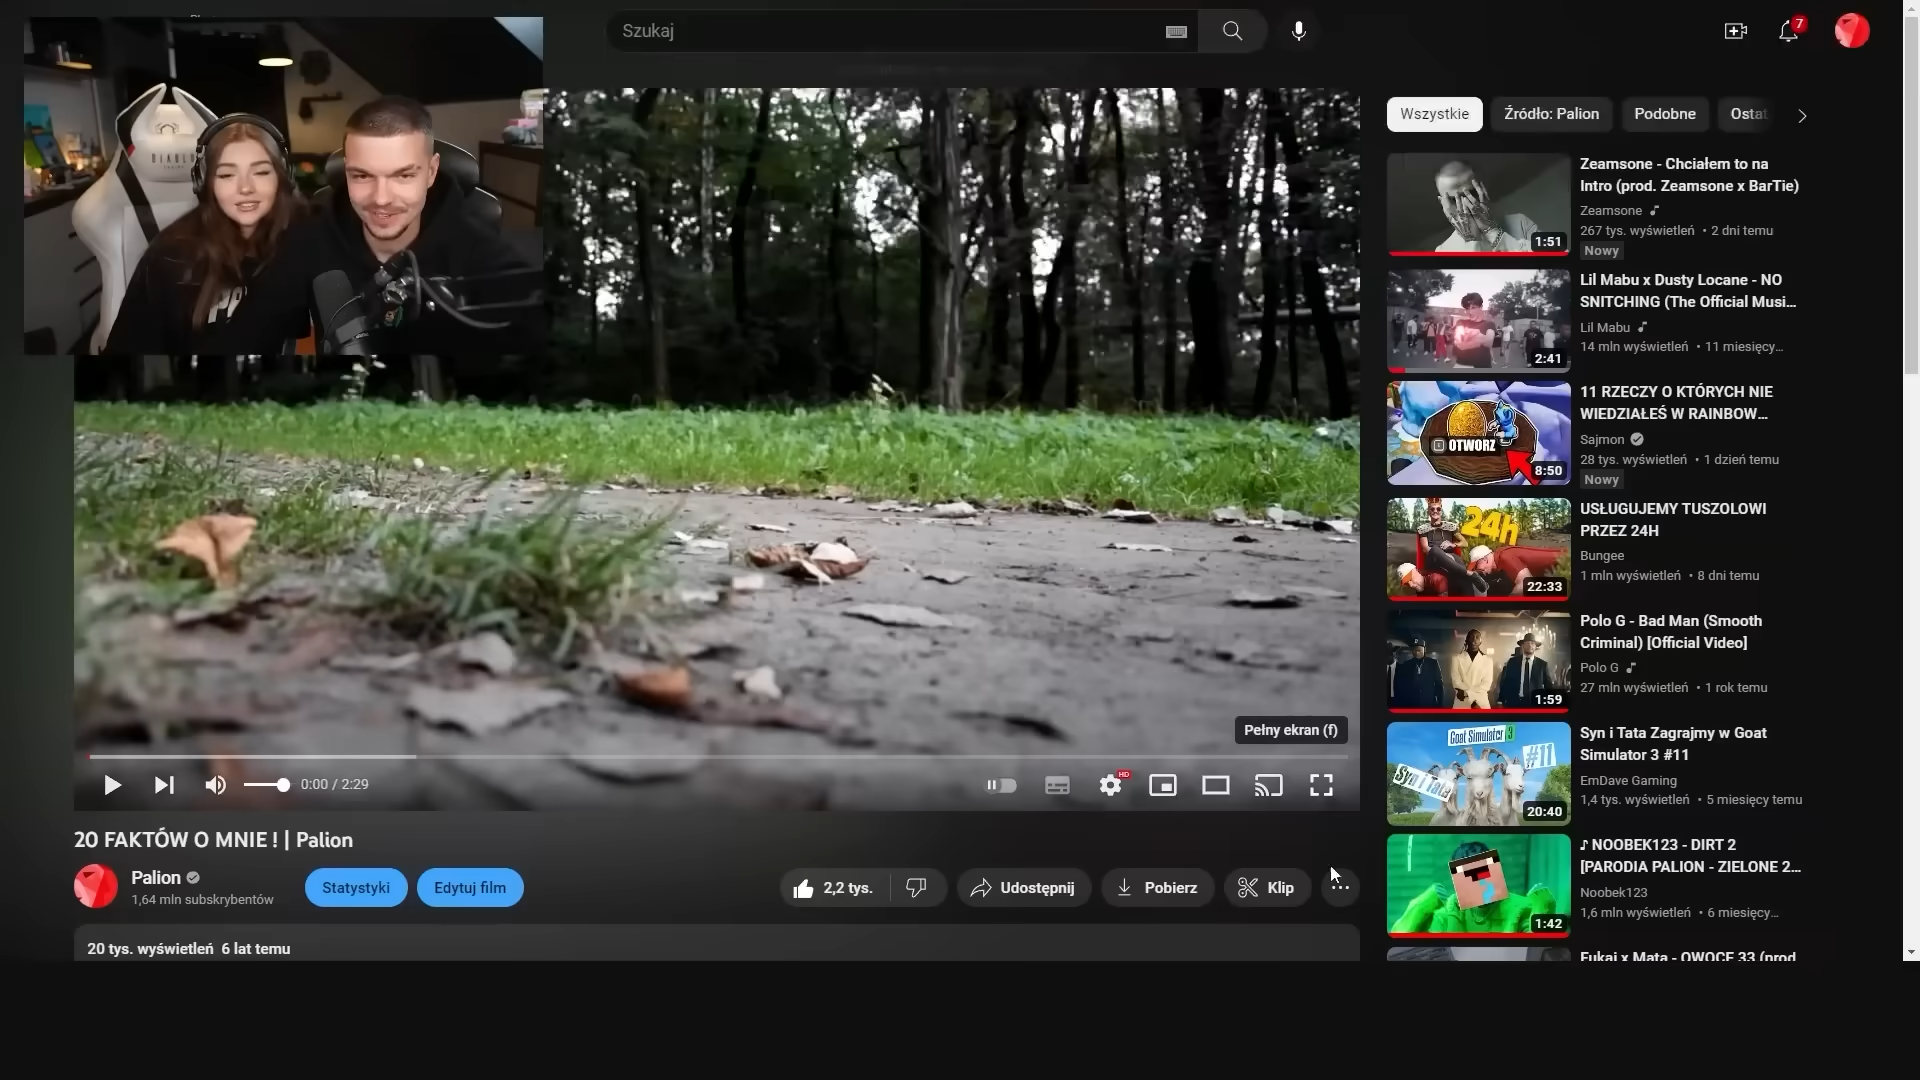 Szukaj
7
DIABLO
Wszystkie
Źródło: Palion
Podobne
Ostat
Zeamsone - Chciałem to na
Intro (prod. Zeamsone x BarTie)
Zeamsone
267 tys. wyświetleń • 2 dni temu
Nowy
1:51
Lil Mabu x Dusty Locane - NO
SNITCHING (The Official Musi...
Lil Mabu
14 mln wyświetleń • 11 miesięcy...
2:41
11 RZECZY O KTÓRYCH NIE
WIEDZIAŁEŚ W RAINBOW...
Sajmon
28 tys. wyświetleń • 1 dzień temu
Nowy
OTWORZ
8:50
USŁUGUJEMY TUSZOLOWI
PRZEZ 24H
Bungee
1 mln wyświetleń • 8 dni temu
24h
22:33
Polo G - Bad Man (Smooth
Criminal) [Official Video]
Polo G
27 mln wyświetleń • 1 rok temu
1:59
Syn i Tata Zagrajmy w Goat
Simulator 3 #11
EmDave Gaming
1,4 tys. wyświetleń • 5 miesięcy temu
Goat Simulator 3
#11
Syn i Tata
20:40
♪ NOOBEK123 - DIRT 2
[PARODIA PALION - ZIELONE 2...
Noobek123
1,6 mln wyświetleń • 6 miesięcy...
1:42
Fukaj x Mata - OWOCE 33 (prod
Pełny ekran (f)
0:00 / 2:29
HD
20 FAKTÓW O MNIE ! | Palion
Palion
1,64 mln subskrybentów
Statystyki
Edytuj film
2,2 tys.
Udostępnij
Pobierz
Klip
20 tys. wyświetleń 6 lat temu